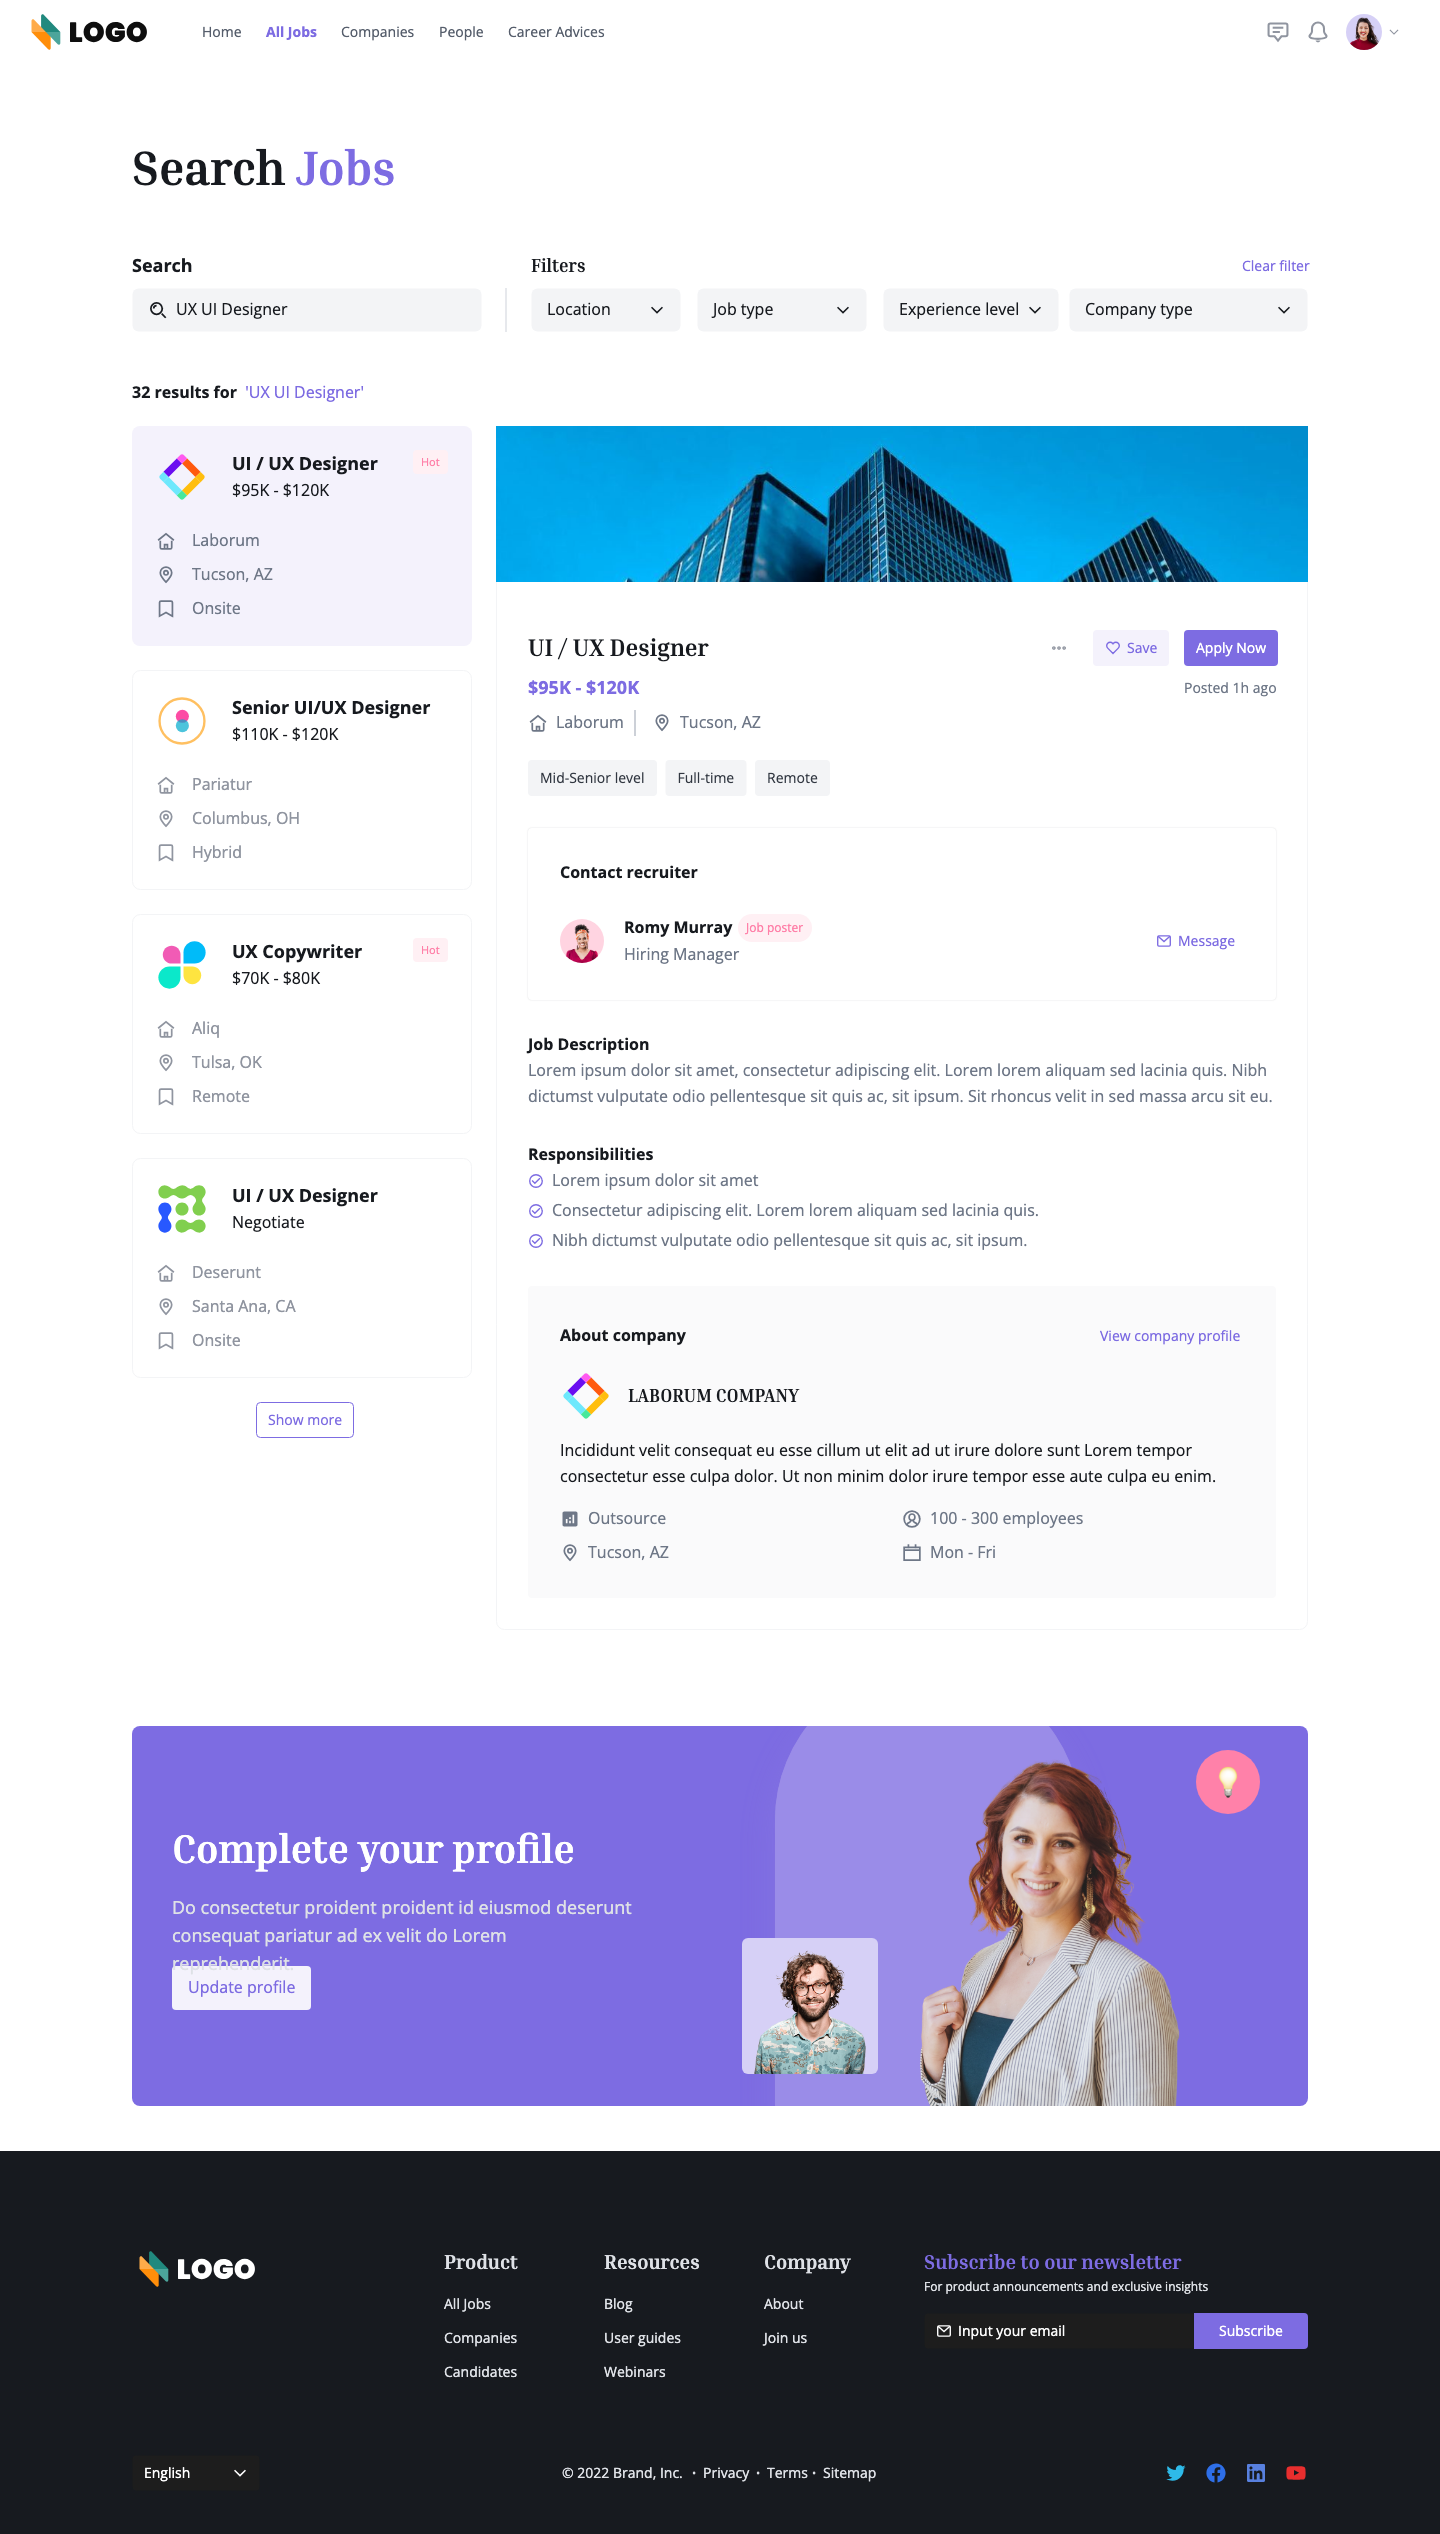 LOGO
Home
All Jobs
Companies
People
Career Advices
Search Jobs
Search
UX UI Designer
Filters
Clear filter
Location
Job type
Experience level
Company type
32 results for 'UX UI Designer'
UI / UX Designer
Hot
$95K - $120K
Laborum
Tucson, AZ
Onsite
Senior UI/UX Designer
$110K - $120K
Pariatur
Columbus, OH
Hybrid
UX Copywriter
Hot
$70K - $80K
Aliq
Tulsa, OK
Remote
UI / UX Designer
Negotiate
Deserunt
Santa Ana, CA
Onsite
Show more
UI / UX Designer
Save
Apply Now
$95K - $120K
Posted 1h ago
Laborum
Tucson, AZ
Mid-Senior level
Full-time
Remote
Contact recruiter
Romy Murray
Job poster
Hiring Manager
Message
Job Description
Lorem ipsum dolor sit amet, consectetur adipiscing elit. Lorem lorem aliquam sed lacinia quis. Nibh
dictumst vulputate odio pellentesque sit quis ac, sit ipsum. Sit rhoncus velit in sed massa arcu sit eu.
Responsibilities
Lorem ipsum dolor sit amet
Consectetur adipiscing elit. Lorem lorem aliquam sed lacinia quis.
Nibh dictumst vulputate odio pellentesque sit quis ac, sit ipsum.
About company
View company profile
LABORUM COMPANY
Incididunt velit consequat eu esse cillum ut elit ad ut irure dolore sunt Lorem tempor
consectetur esse culpa dolor. Ut non minim dolor irure tempor esse aute culpa eu enim.
Outsource
100 - 300 employees
Tucson, AZ
Mon - Fri
Complete your profile
Do consectetur proident proident id eiusmod deserunt
consequat pariatur ad ex velit do Lorem
reprehenderit.
Update profile
LOGO
Product
All Jobs
Companies
Candidates
Resources
Blog
User guides
Webinars
Company
About
Join us
Subscribe to our newsletter
For product announcements and exclusive insights
Input your email
Subscribe
English
© 2022 Brand, Inc. • Privacy • Terms • Sitemap